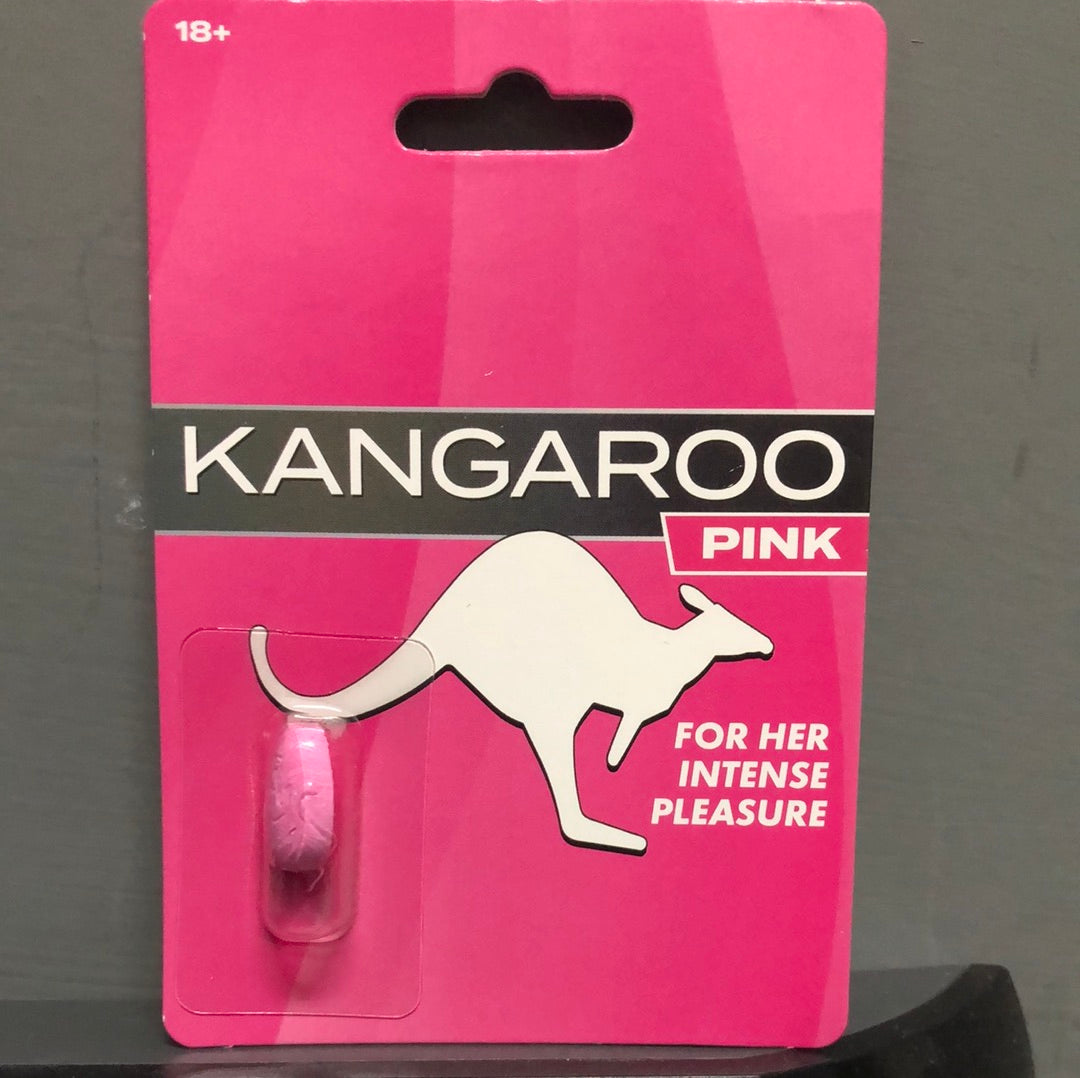 18+
KANGAROO
PINK
FOR HER
INTENSE
PLEASURE